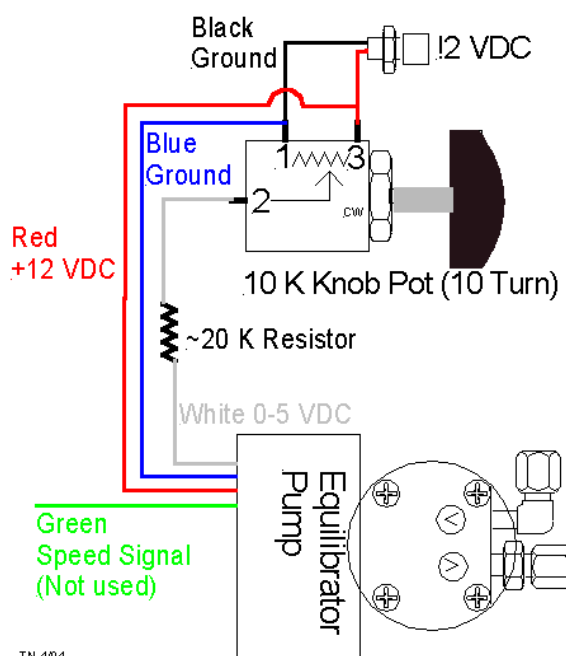 Black
Ground
!2 VDC
1
3
2
CW
Blue
Ground
Red
+12 VDC
10 K Knob Pot (10 Turn)
~20 K Resistor
White 0-5 VDC
Equilibrator
Pump
Green
Speed Signal
(Not used)